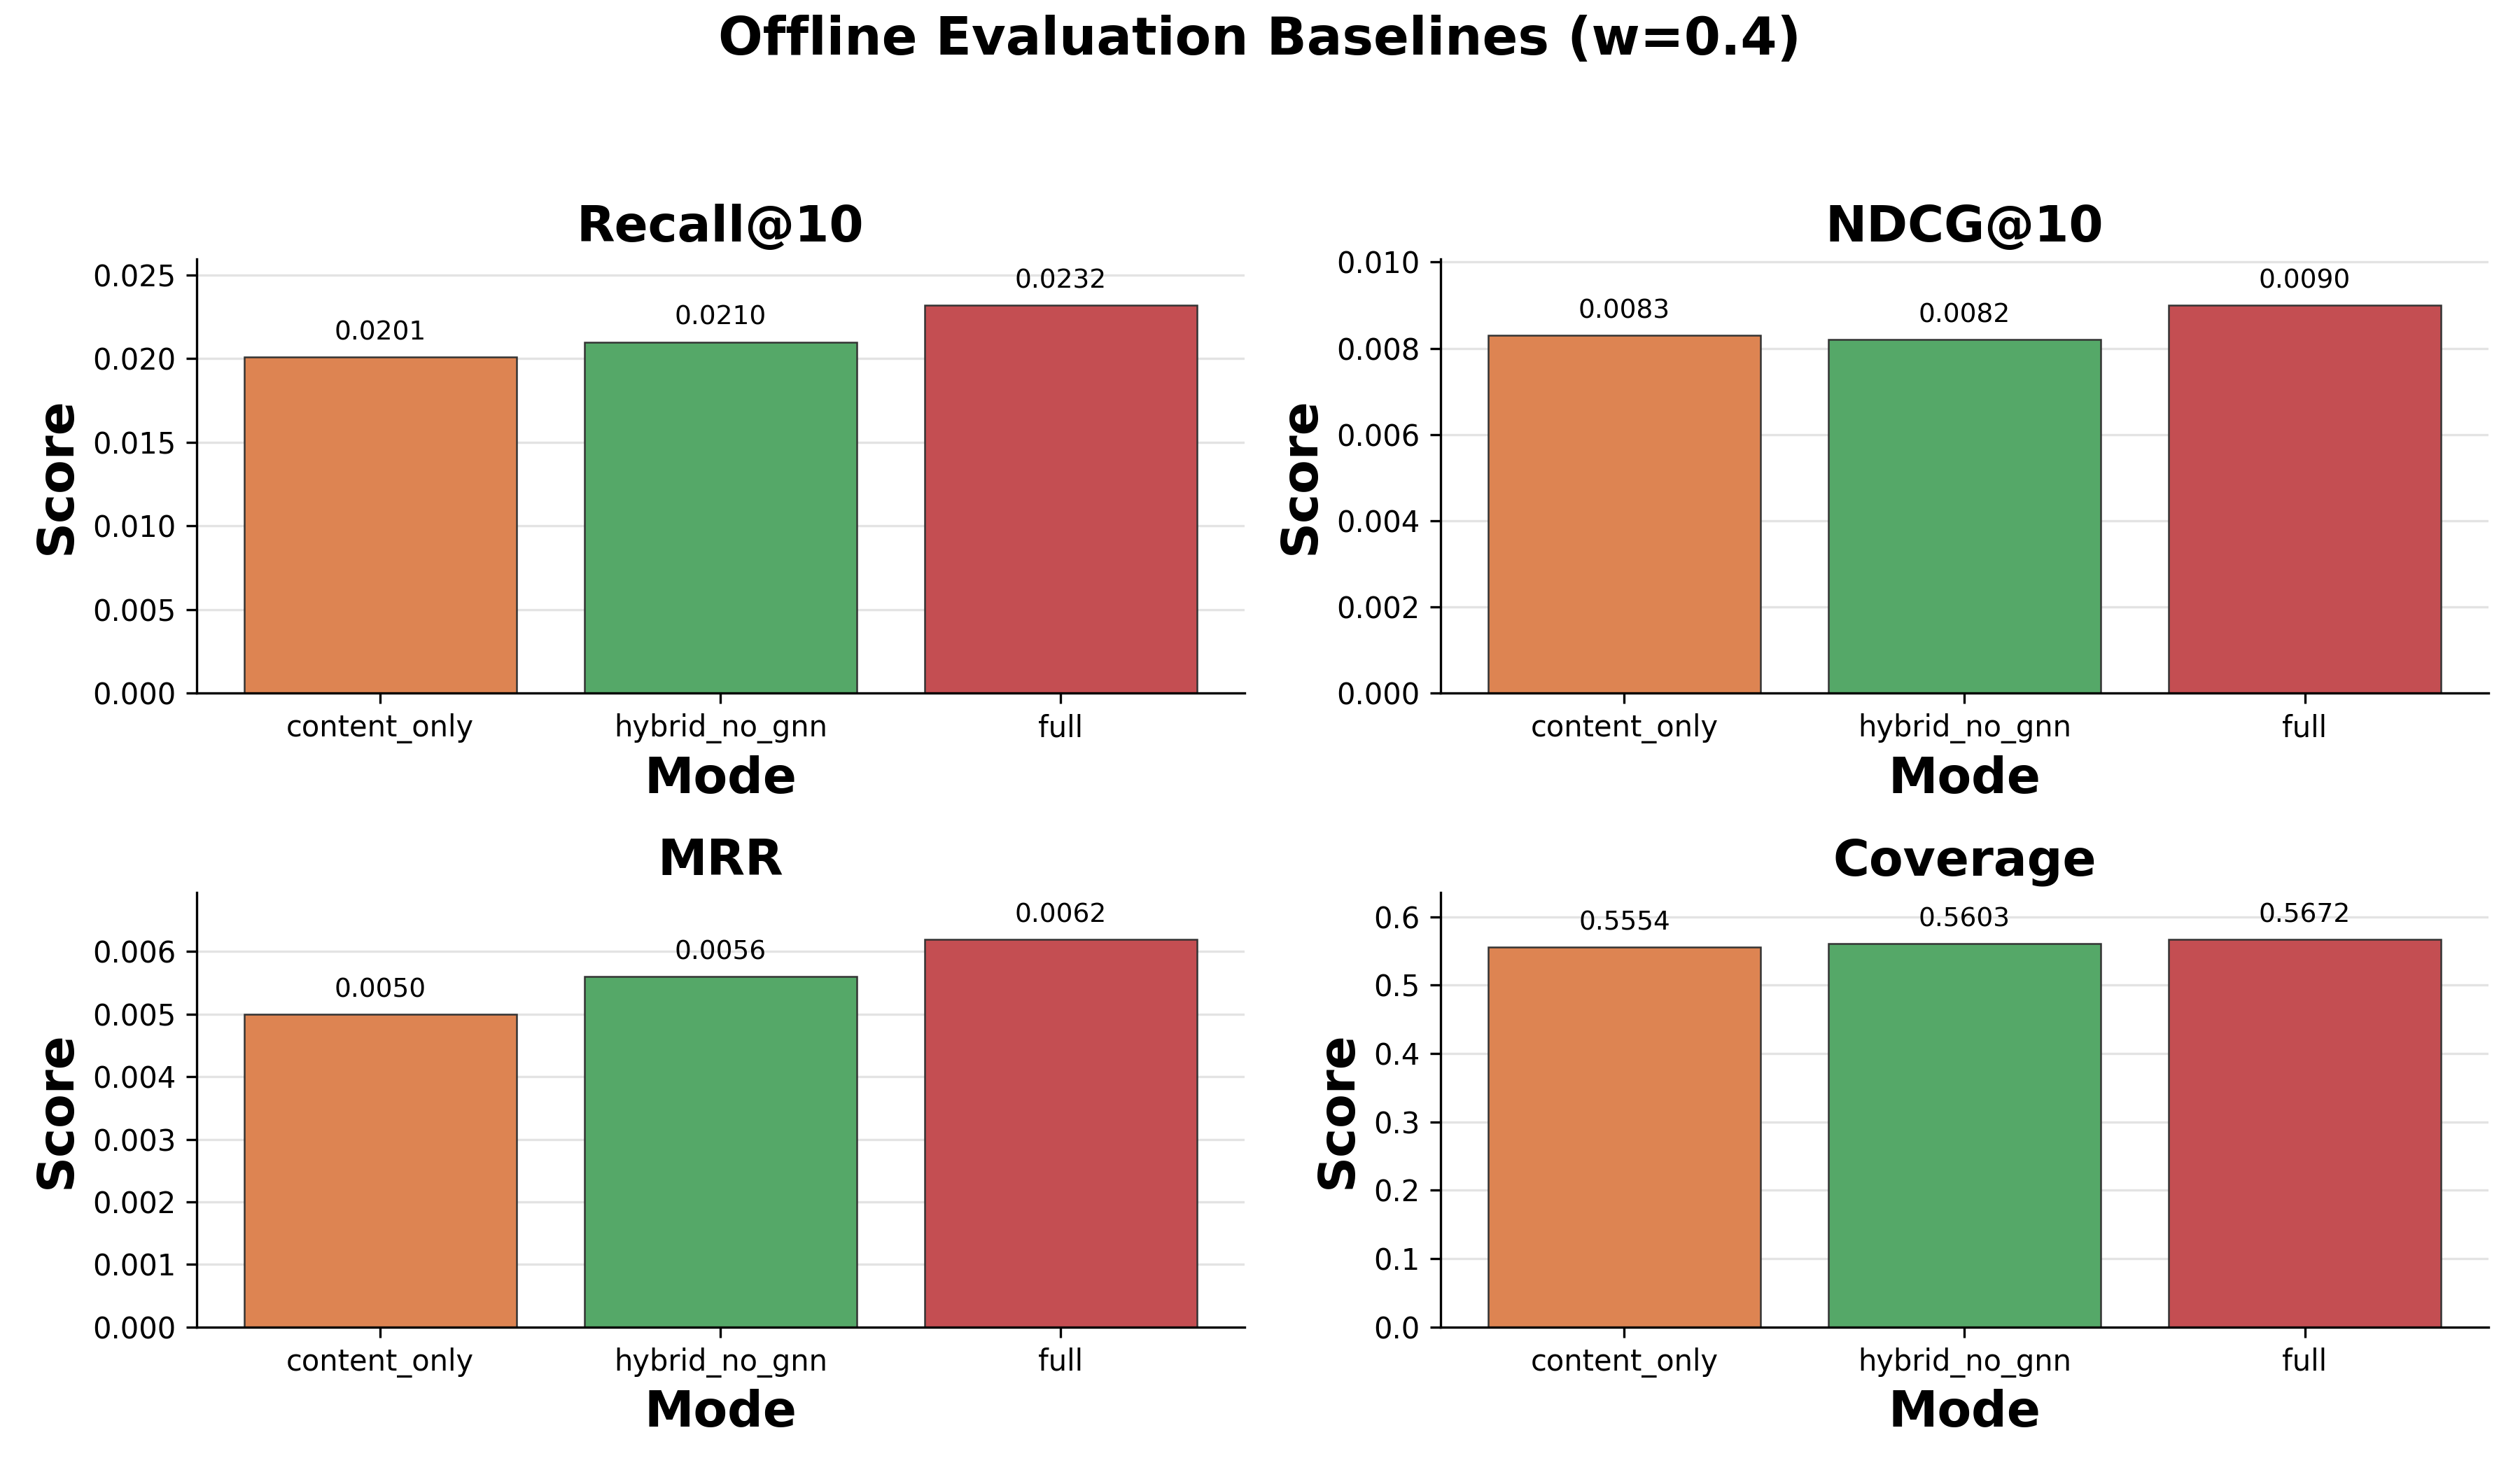 Offline Evaluation Baselines (w=0.4)
Recall@10
Score
0.025
0.020
0.015
0.010
0.005
0.000
0.0201
0.0210
0.0232
content_only
hybrid_no_gnn
full
Mode
NDCG@10
Score
0.010
0.008
0.006
0.004
0.002
0.000
0.0083
0.0082
0.0090
content_only
hybrid_no_gnn
full
Mode
MRR
Score
0.006
0.005
0.004
0.003
0.002
0.001
0.000
0.0050
0.0056
0.0062
content_only
hybrid_no_gnn
full
Mode
Coverage
Score
0.6
0.5
0.4
0.3
0.2
0.1
0.0
0.5554
0.5603
0.5672
content_only
hybrid_no_gnn
full
Mode